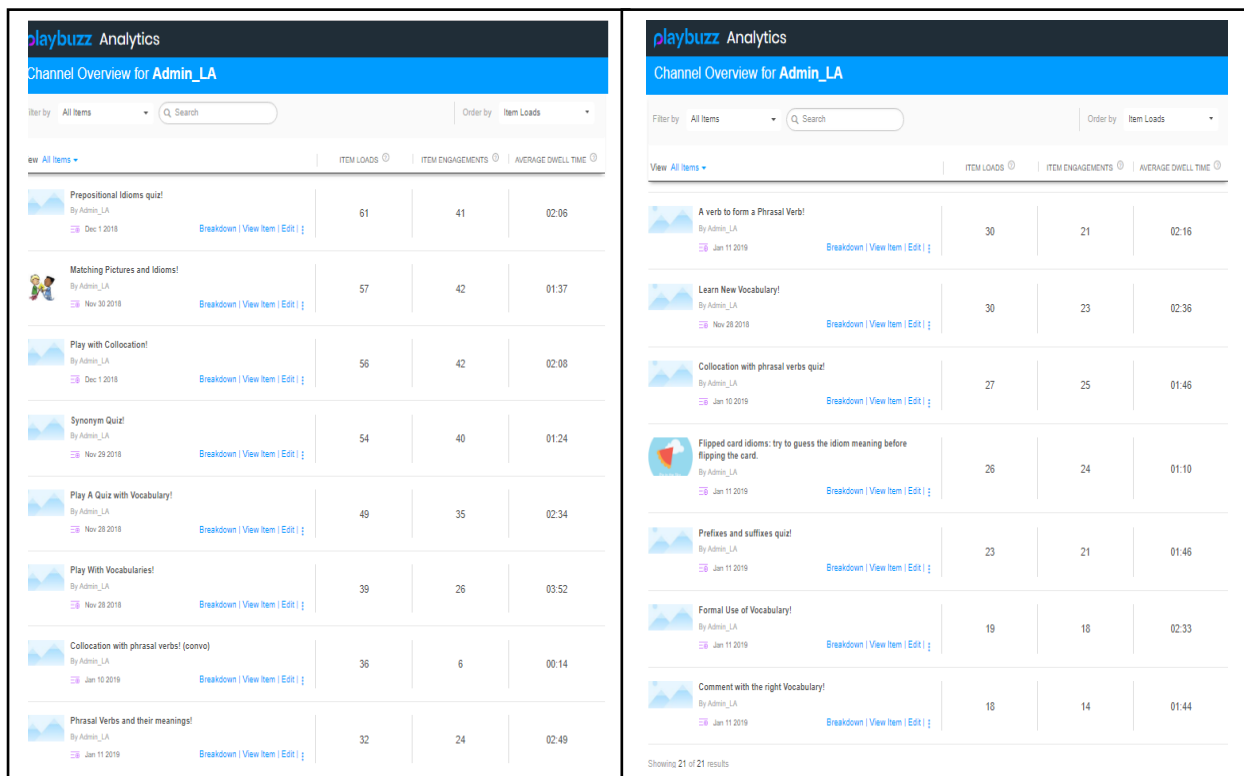 playbuzz Analytics
Channel Overview for Admin_LA
Filter by All Items Search Order by Item Loads
View All Items ITEM LOADS ITEM ENGAGEMENTS AVERAGE DWELL TIME
Prepositional Idioms quiz!
By Admin_LA
61 41 02:06
Dec 1 2018 Breakdown | View Item | Edit |
Matching Pictures and Idioms!
By Admin_LA
57 42 01:37
Nov 30 2018 Breakdown | View Item | Edit |
Play with Collocation!
By Admin_LA
56 42 02:08
Dec 1 2018 Breakdown | View Item | Edit |
Synonym Quiz!
By Admin_LA
54 40 01:24
Nov 29 2018 Breakdown | View Item | Edit |
Play A Quiz with Vocabulary!
By Admin_LA
49 35 02:34
Nov 28 2018 Breakdown | View Item | Edit |
Play With Vocabularies!
By Admin_LA
39 26 03:52
Nov 28 2018 Breakdown | View Item | Edit |
Collocation with phrasal verbs! (convo)
By Admin_LA
36 6 00:14
Jan 10 2019 Breakdown | View Item | Edit |
Phrasal Verbs and their meanings!
By Admin_LA
32 24 02:49
Jan 11 2019 Breakdown | View Item | Edit |
playbuzz Analytics
Channel Overview for Admin_LA
Filter by All Items Search Order by Item Loads
View All Items ITEM LOADS ITEM ENGAGEMENTS AVERAGE DWELL TIME
A verb to form a Phrasal Verb!
By Admin_LA
30 21 02:16
Jan 11 2019 Breakdown | View Item | Edit |
Learn New Vocabulary!
By Admin_LA
30 23 02:36
Nov 28 2018 Breakdown | View Item | Edit |
Collocation with phrasal verbs quiz!
By Admin_LA
27 25 01:46
Jan 10 2019 Breakdown | View Item | Edit |
Flipped card idioms: try to guess the idiom meaning before
flipping the card.
By Admin_LA
26 24 01:10
Jan 11 2019 Breakdown | View Item | Edit |
Prefixes and suffixes quiz!
By Admin_LA
23 21 01:46
Jan 11 2019 Breakdown | View Item | Edit |
Formal Use of Vocabulary!
By Admin_LA
19 18 02:33
Jan 11 2019 Breakdown | View Item | Edit |
Comment with the right Vocabulary!
By Admin_LA
18 14 01:44
Jan 11 2019 Breakdown | View Item | Edit |
Showing 21 of 21 results